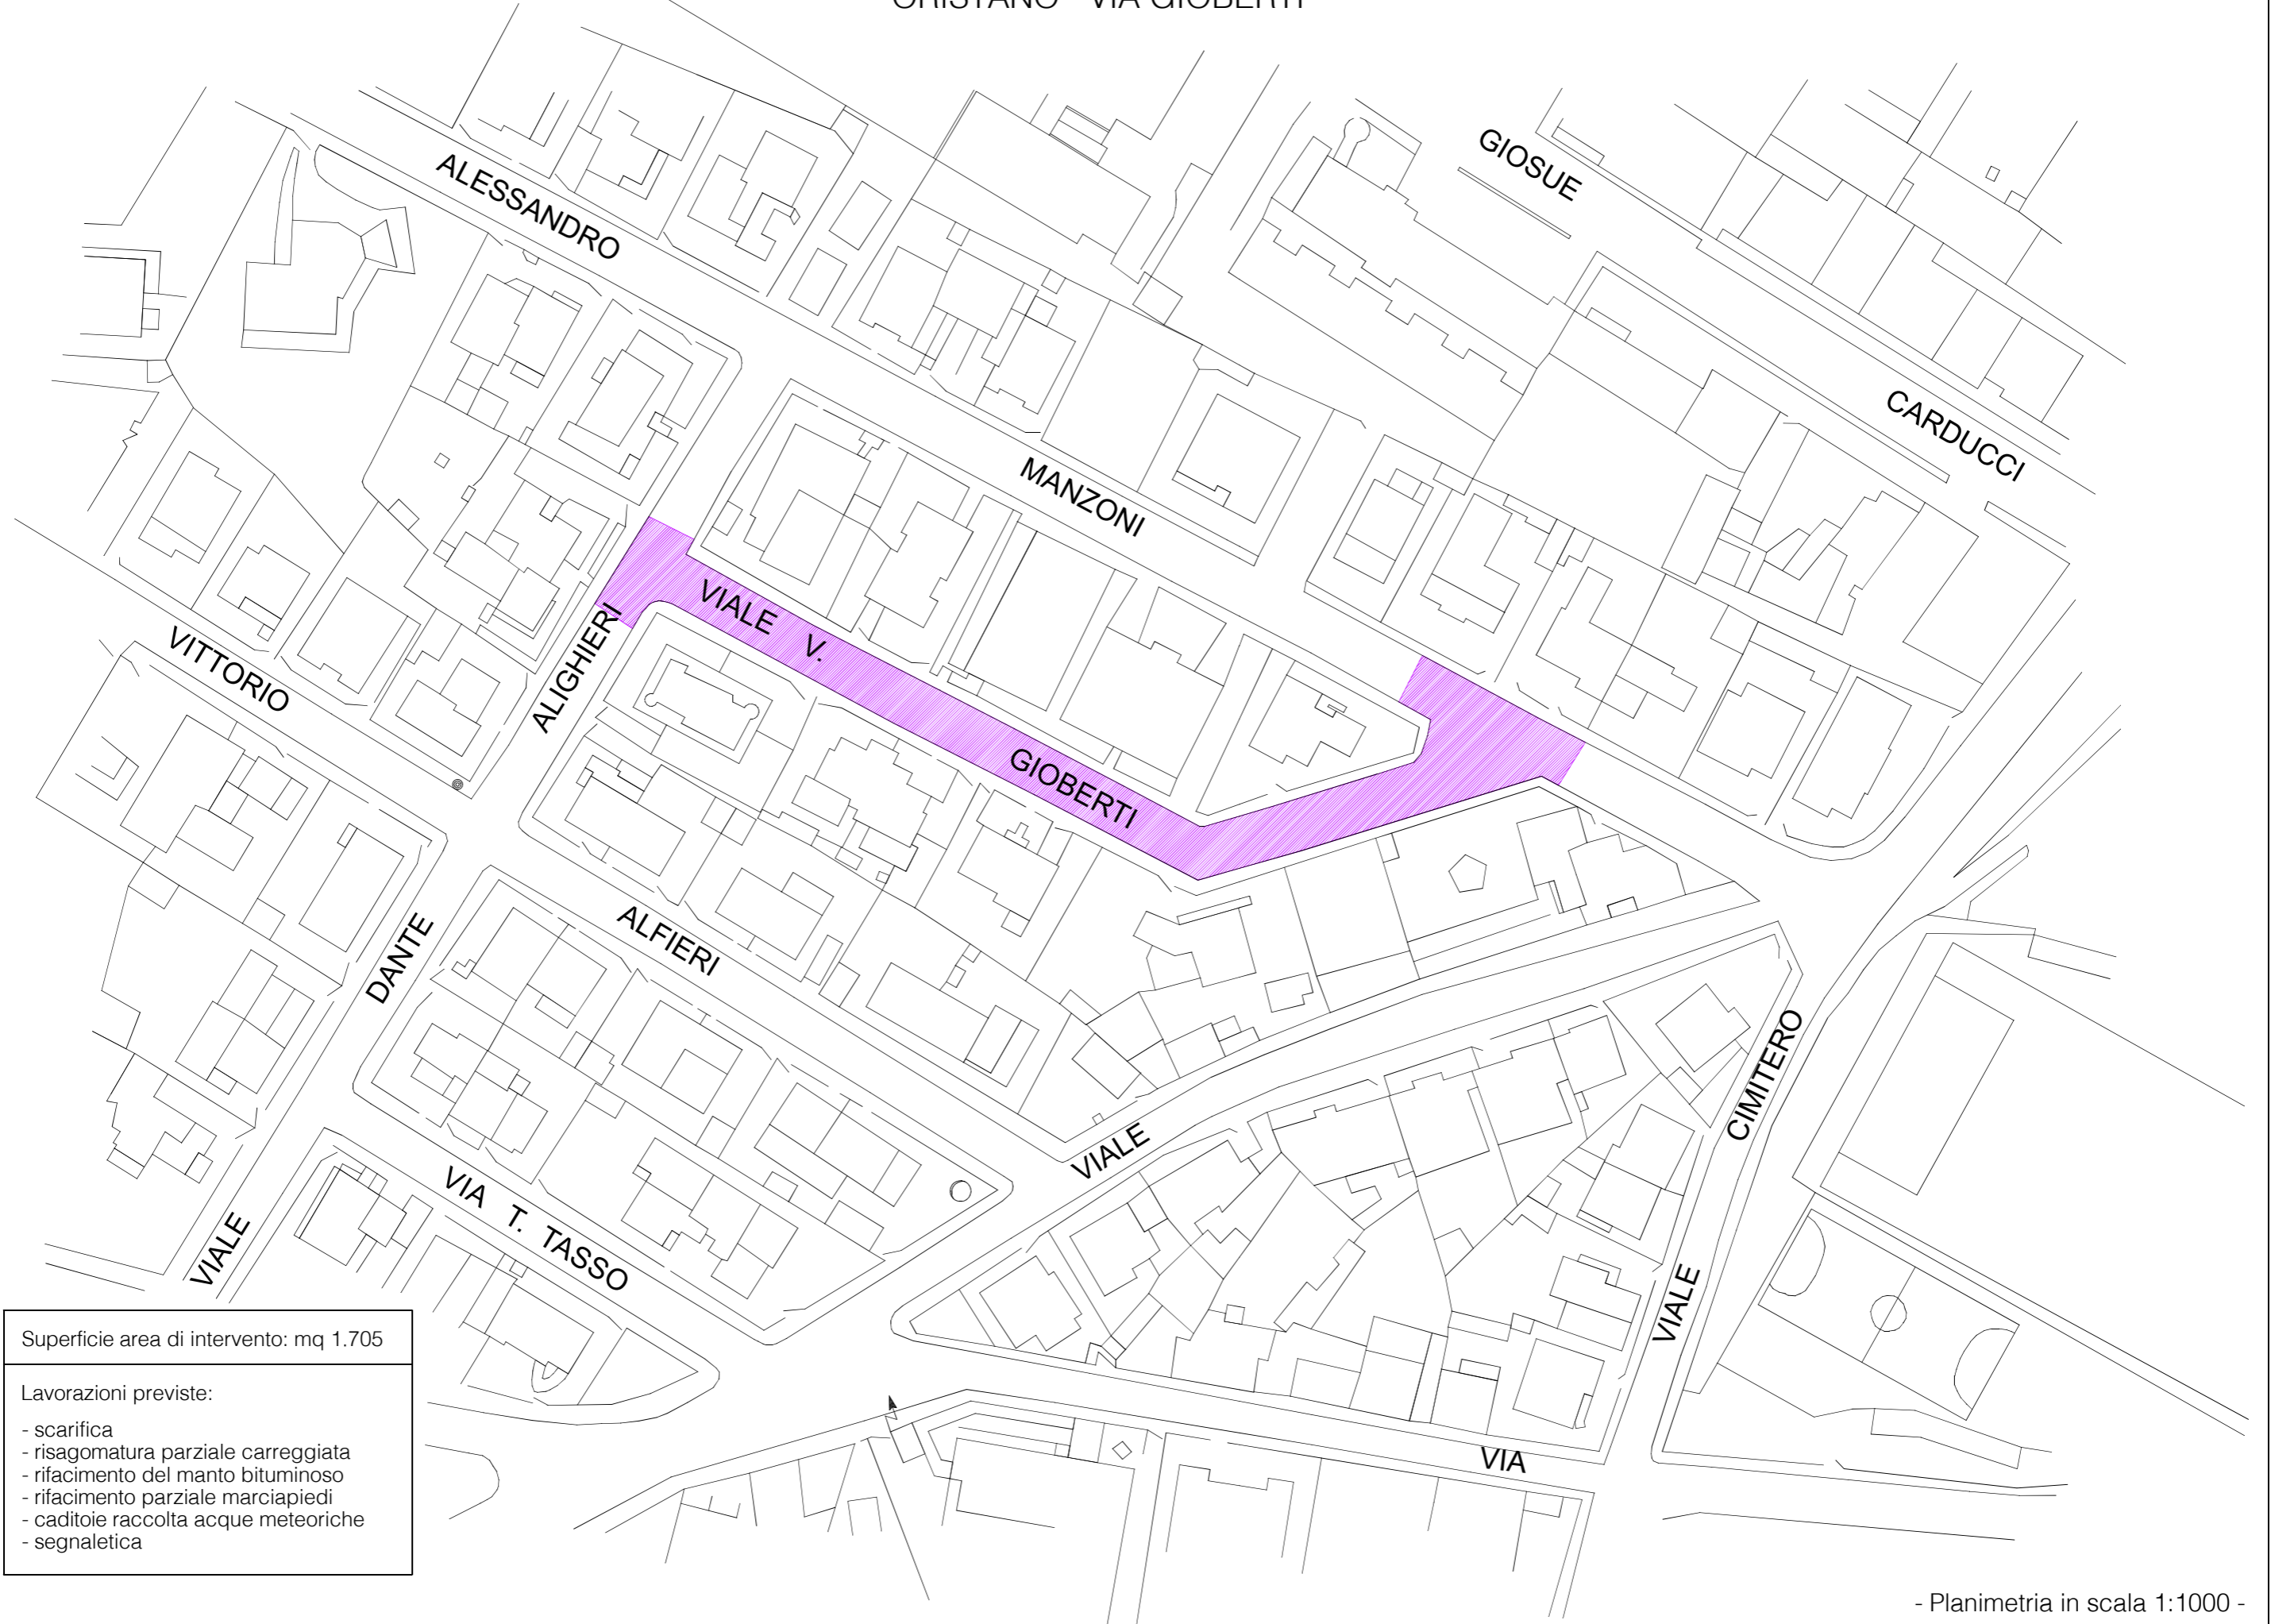 ORISTANO - VIA GIOBERTI
GIOSUE
ALESSANDRO
CARDUCCI
MANZONI
VIALE V.
GIOBERTI
VITTORIO
ALIGHIERI
ALFIERI
DANTE
CIMITERO
VIALE
VIA T. TASSO
VIALE
VIALE
VIA
Superficie area di intervento: mq 1.705
Lavorazioni previste:
- scarifica
- risagomatura parziale carreggiata
- rifacimento del manto bituminoso
- rifacimento parziale marciapiedi
- caditoie raccolta acque meteoriche
- segnaletica
- Planimetria in scala 1:1000 -